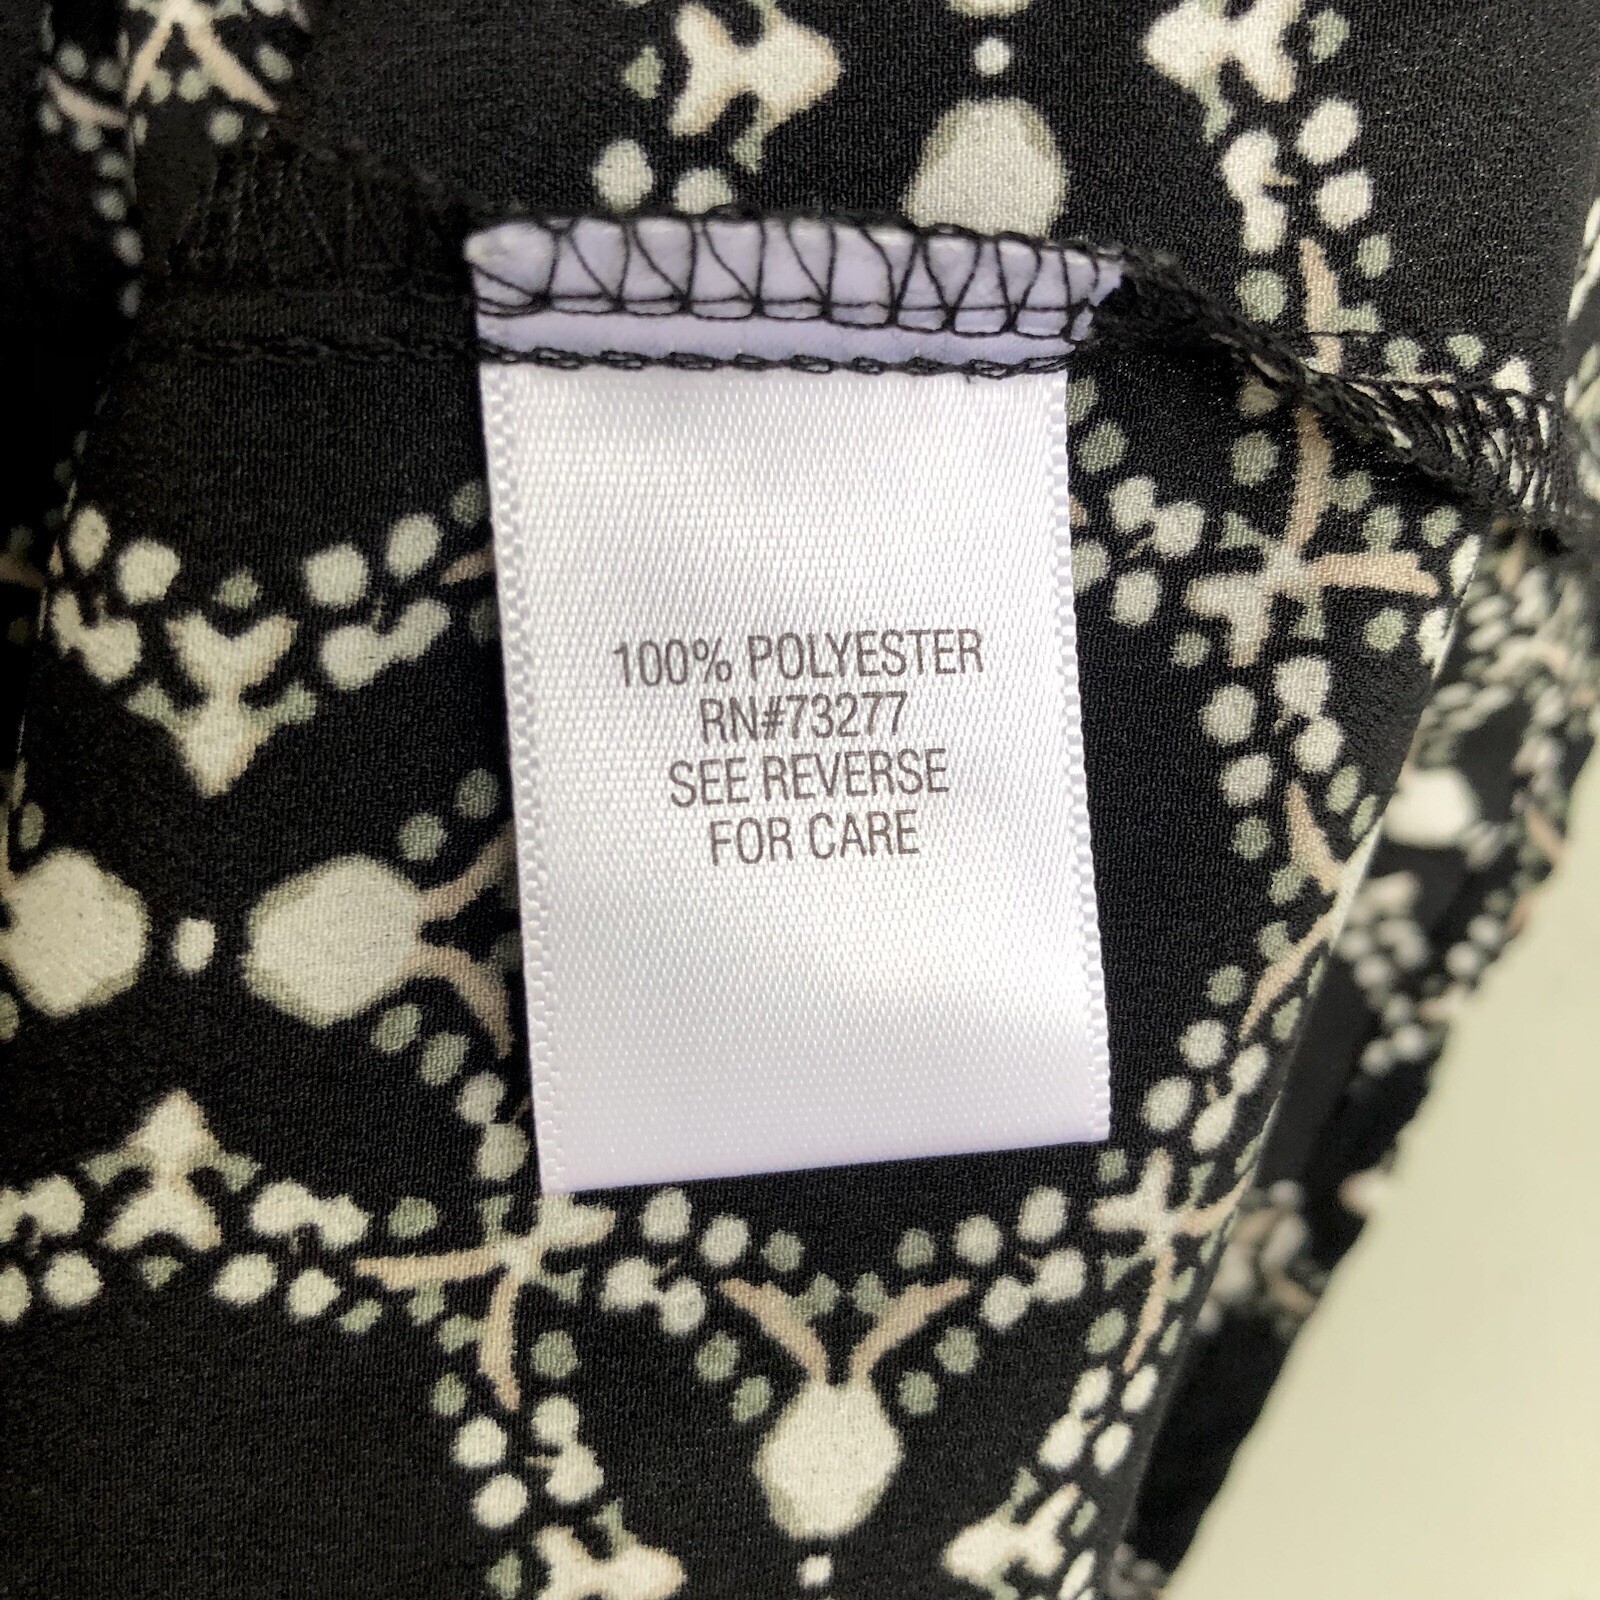 100% POLYESTER
RN#73277
SEE REVERSE
FOR CARE